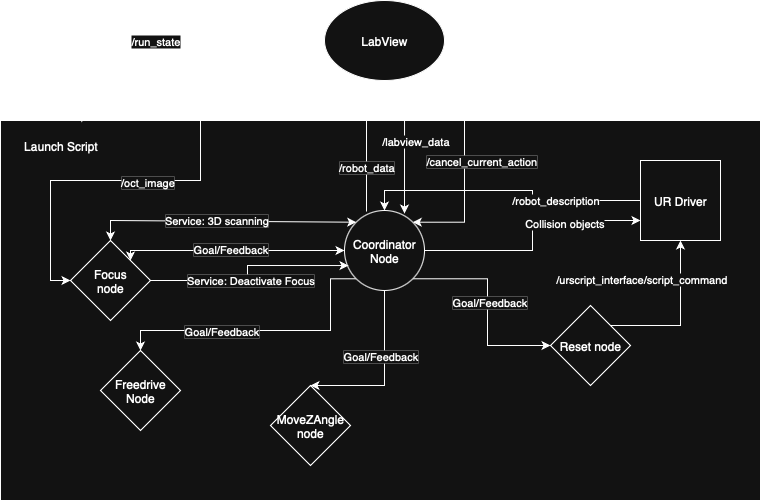 LabView
/run_state
Launch Script
/labview_data
/cancel_current_action
/robot_data
/oct_image
/robot_description
UR Driver
Service: 3D scanning
Collision objects
Coordinator
Node
Goal/Feedback
Focus
node
Service: Deactivate Focus
/urscript_interface/script_command
Goal/Feedback
Goal/Feedback
Reset node
Goal/Feedback
Freedrive
Node
MoveZAngle
node